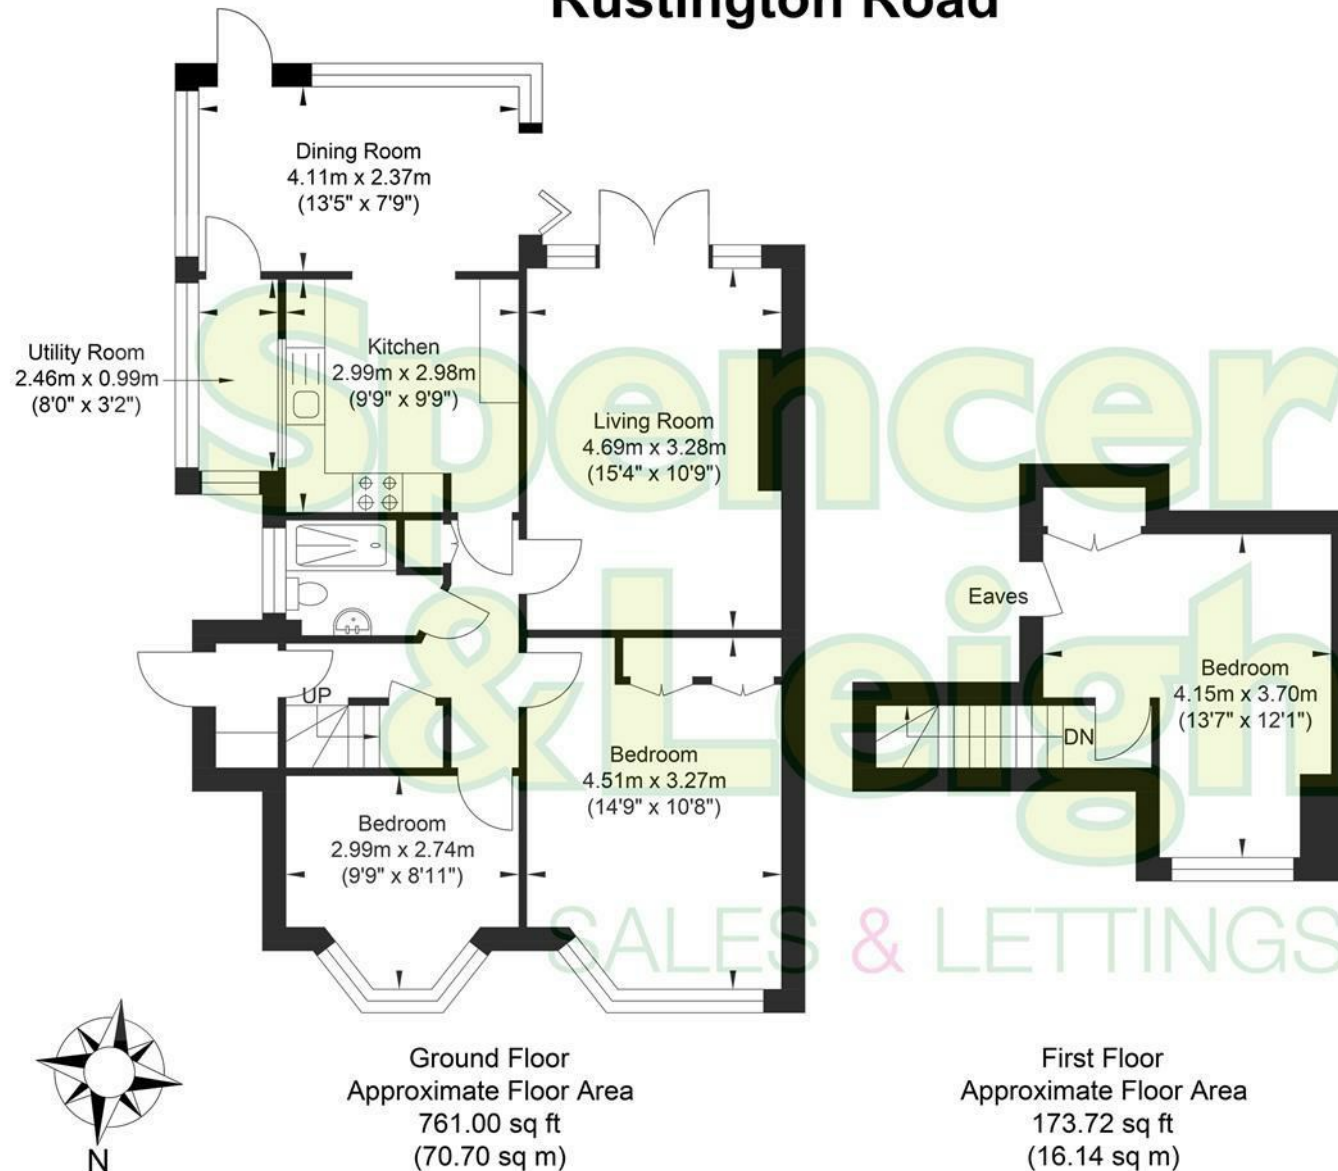 Rustington Road
Dining Room
4.11m x 2.37m
(13'5" x 7'9")
Utility Room
2.46m x 0.99m
(8'0" x 3'2")
Kitchen
2.99m x 2.98m
(9'9" x 9'9")
Living Room
4.69m x 3.28m
(15'4" x 10'9")
Spencer
& Leigh
SALES & LETTINGS
Eaves
UP
Bedroom
4.15m x 3.70m
(13'7" x 12'1")
DN
Bedroom
4.51m x 3.27m
(14'9" x 10'8")
Bedroom
2.99m x 2.74m
(9'9" x 8'11")
N
Ground Floor
Approximate Floor Area
761.00 sq ft
(70.70 sq m)
First Floor
Approximate Floor Area
173.72 sq ft
(16.14 sq m)